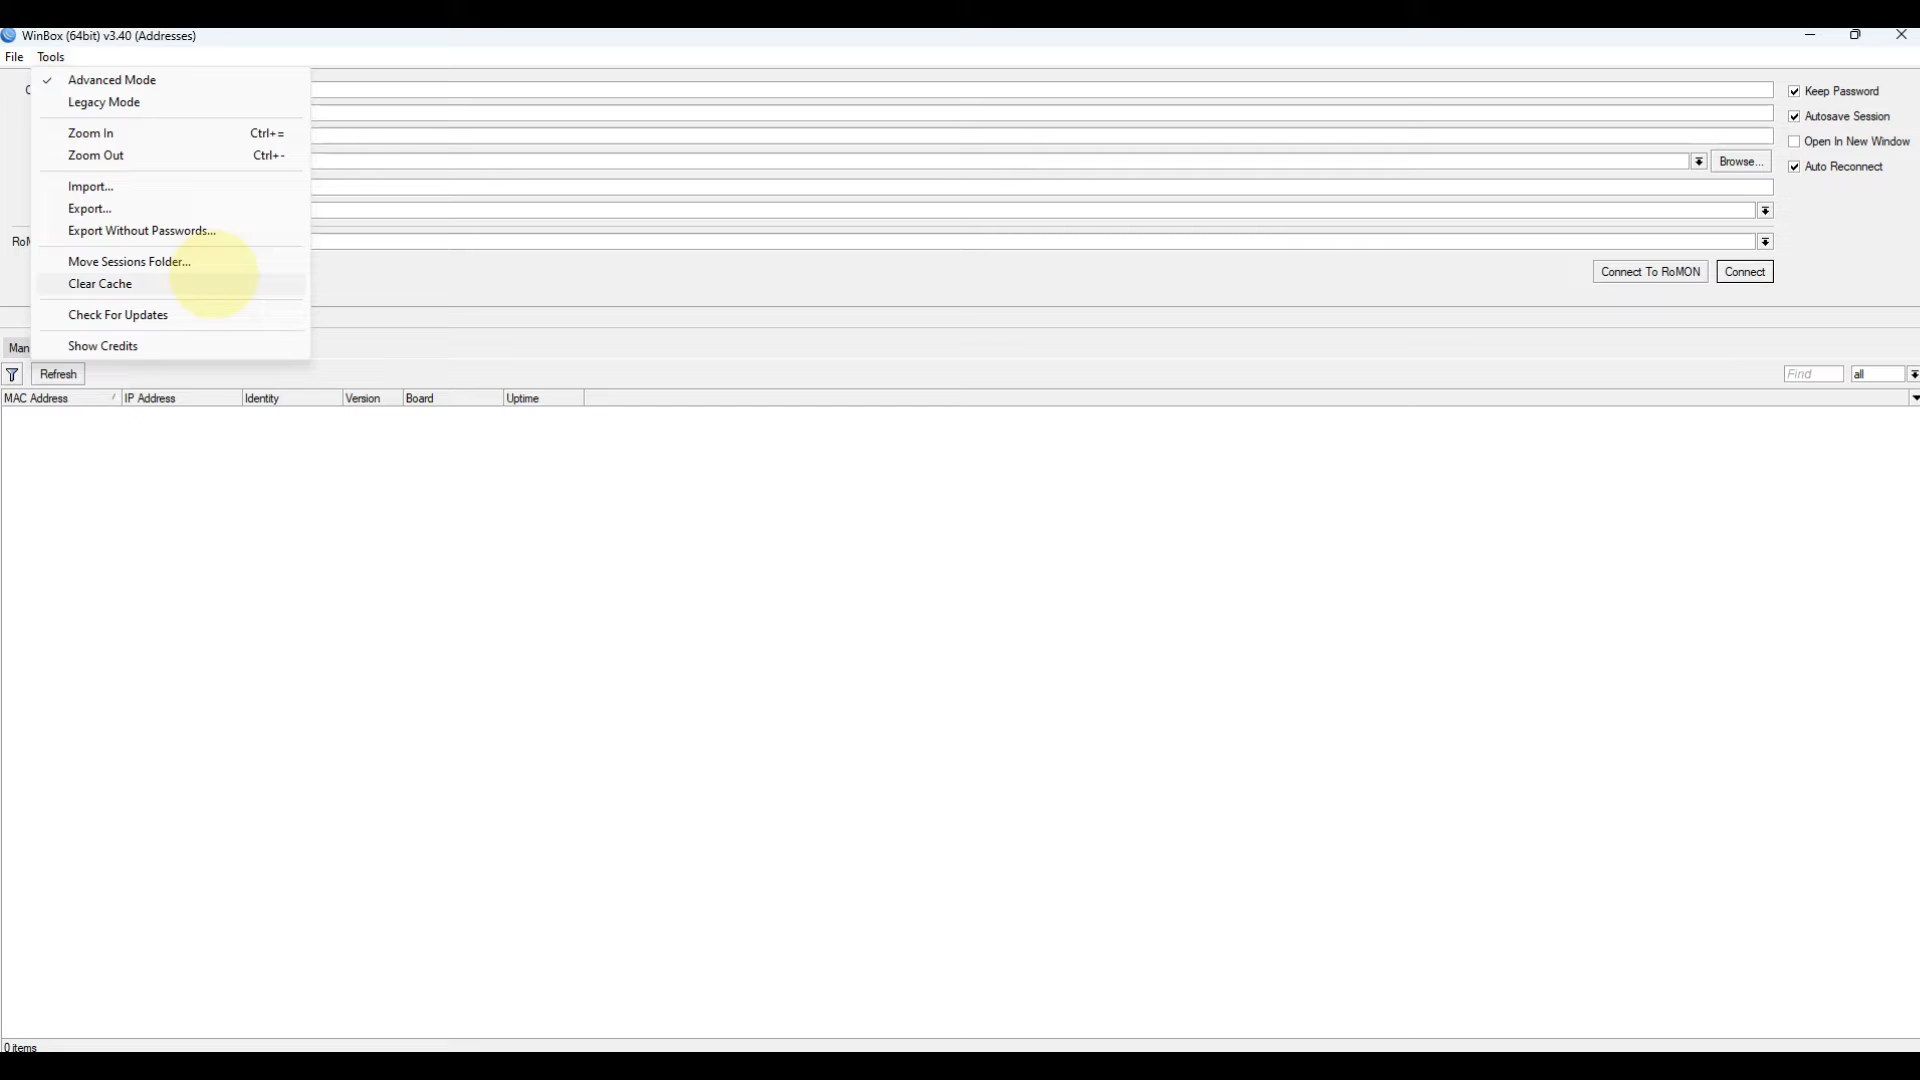 WinBox (64bit) v3.40 (Addresses)
File Tools
Advanced Mode
Legacy Mode
Zoom In Ctrl+=
Zoom Out Ctrl+-
Import...
Export...
Export Without Passwords...
Move Sessions Folder...
Clear Cache
Check For Updates
Show Credits
Keep Password
Autosave Session
Open In New Window
Auto Reconnect
Browse...
RoM
Connect To RoMON Connect
Man
Refresh
Find all
MAC Address IP Address Identity Version Board Uptime
0 items